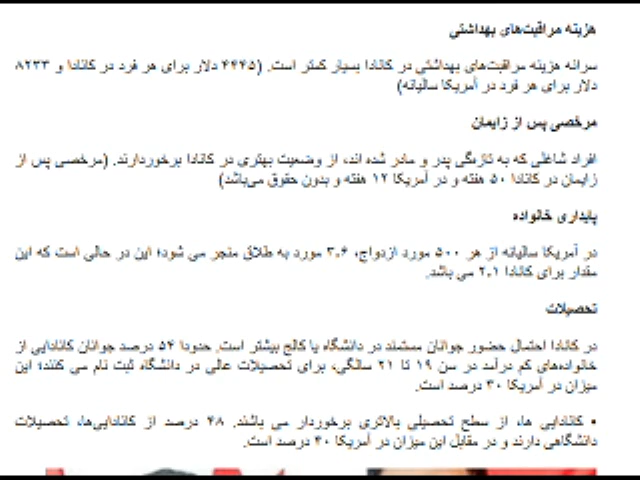 هزینه مراقبت‌های بهداشتی
سرانه هزینه مراقبت‌های بهداشتی در کانادا بسیار کمتر است. (۴۴۴۵ دلار برای هر فرد در کانادا و ۸۲۳۳
دلار برای هر فرد در آمریکا سالیانه)
مرخصی پس از زایمان
افراد شاغلی که به تازگی پدر و مادر شده اند، از وضعیت بهتری در کانادا برخوردارند. (مرخصی پس از
زایمان در کانادا ۵۰ هفته و در آمریکا ۱۲ هفته و بدون حقوق می‌باشد)
پایداری خانواده
در آمریکا سالیانه از هر ۵۰۰ مورد ازدواج، ۳.۶ مورد به طلاق منجر می شود؛ این در حالی است که این
مقدار برای کانادا ۲.۱ می باشد.
تحصیلات
در کانادا احتمال حضور جوانان مستمند در دانشگاه یا کالج بیشتر است. حدودا ۵۴ درصد جوانان کانادایی از
خانواده‌های کم درآمد در سن ۱۹ تا ۲۱ سالگی، برای تحصیلات عالی در دانشگاه ثبت نام می کنند؛ این
میزان در آمریکا ۳۰ درصد است.
• کانادایی ها، از سطح تحصیلی بالاتری برخوردار می باشند. ۴۸ درصد از کانادایی‌ها، تحصیلات
دانشگاهی دارند و در مقابل این میزان در آمریکا ۴۰ درصد است.